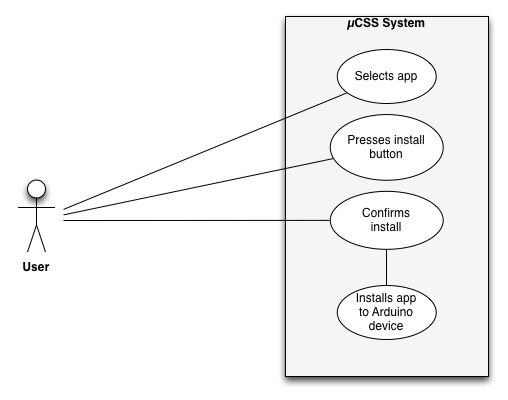 µCSS System
Selects app
Presses install
button
Confirms
install
User
Installs app
to Arduino
device